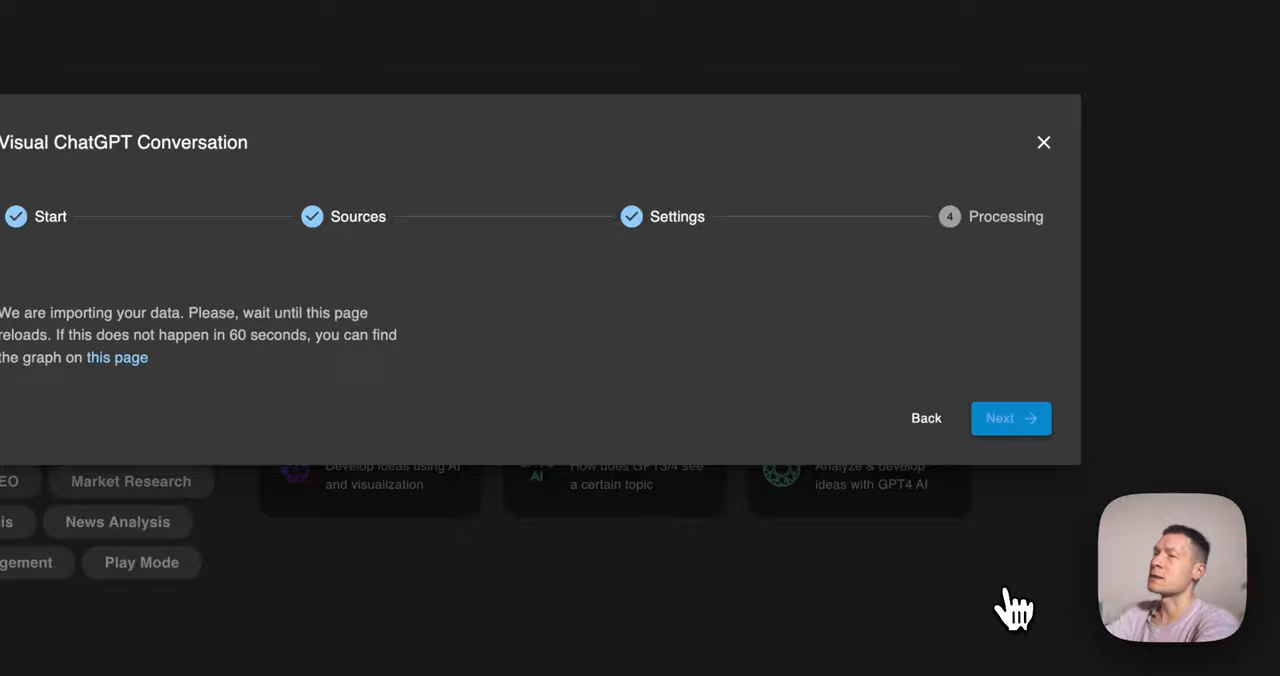 Visual ChatGPT Conversation
Start
Sources
Settings
4 Processing
We are importing your data. Please, wait until this page
reloads. If this does not happen in 60 seconds, you can find
the graph on this page
Back
Next
Develop ideas using AI
and visualization
AI
How does GPT3/4 see
a certain topic
Analyze & develop
ideas with GPT4 AI
EO
Market Research
is
News Analysis
gement
Play Mode